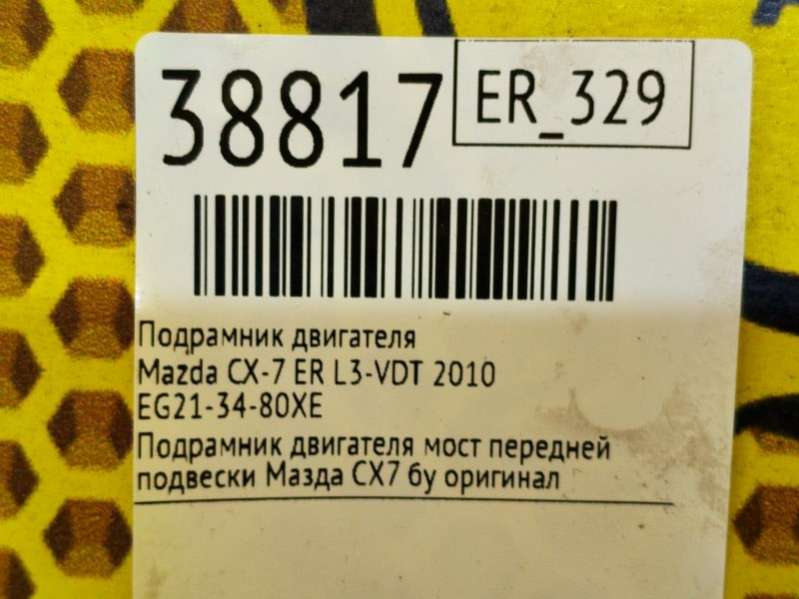 38817
ER_329
Подрамник двигателя
Mazda CX-7 ER L3-VDT 2010
EG21-34-80XE
Подрамник двигателя мост передней
подвески Мазда СХ7 бу оригинал